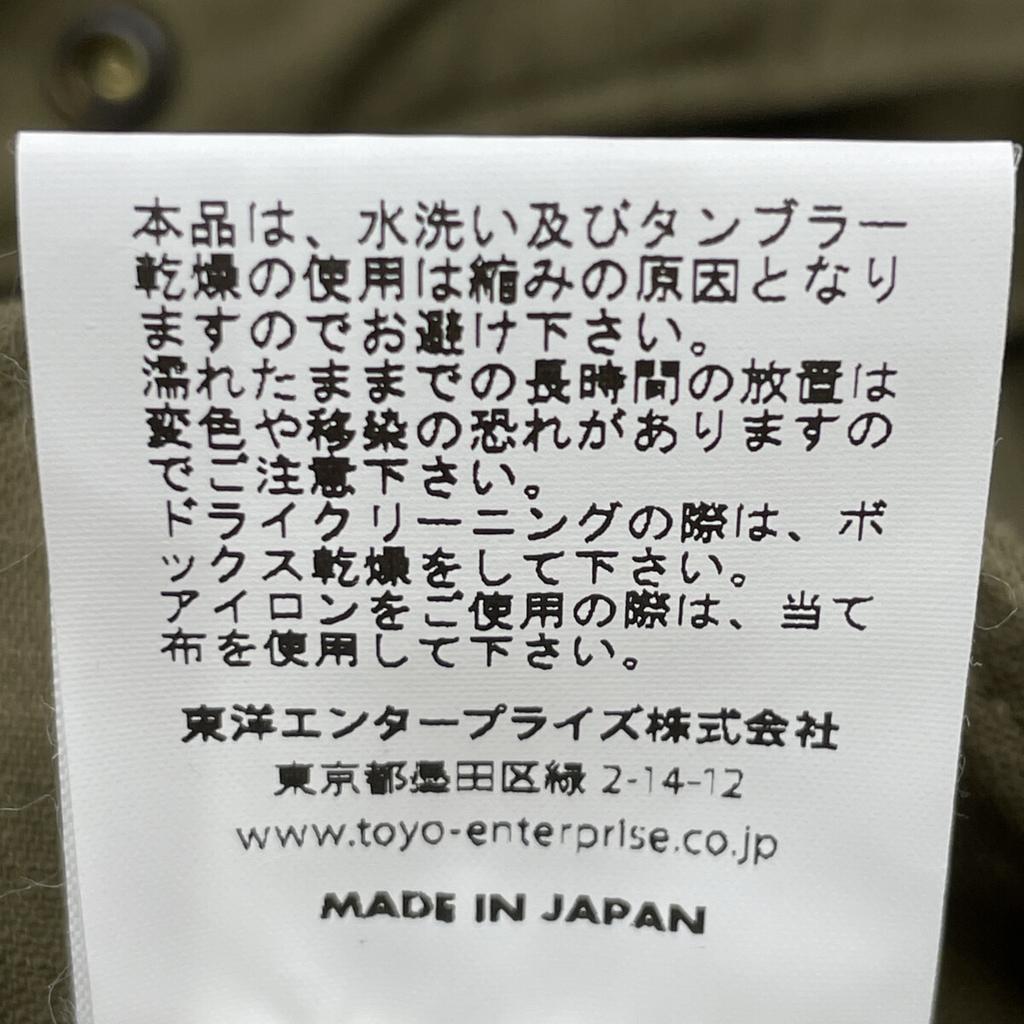 本品は、水洗い及びタンブラー
乾燥の使用は縮みの原因となり
ますのでお避け下さい。
濡れたままでの長時間の放置は
変色や移染の恐れがありますの
でご注意下さい。
ドライクリーニングの際は、ボ
ックス乾燥をして下さい。
アイロンをご使用の際は、当て
布を使用して下さい。
東洋エンタープライズ株式会社
東京都墨田区緑 2-14-12
www.toyo-enterprise.co.jp
MADE IN JAPAN